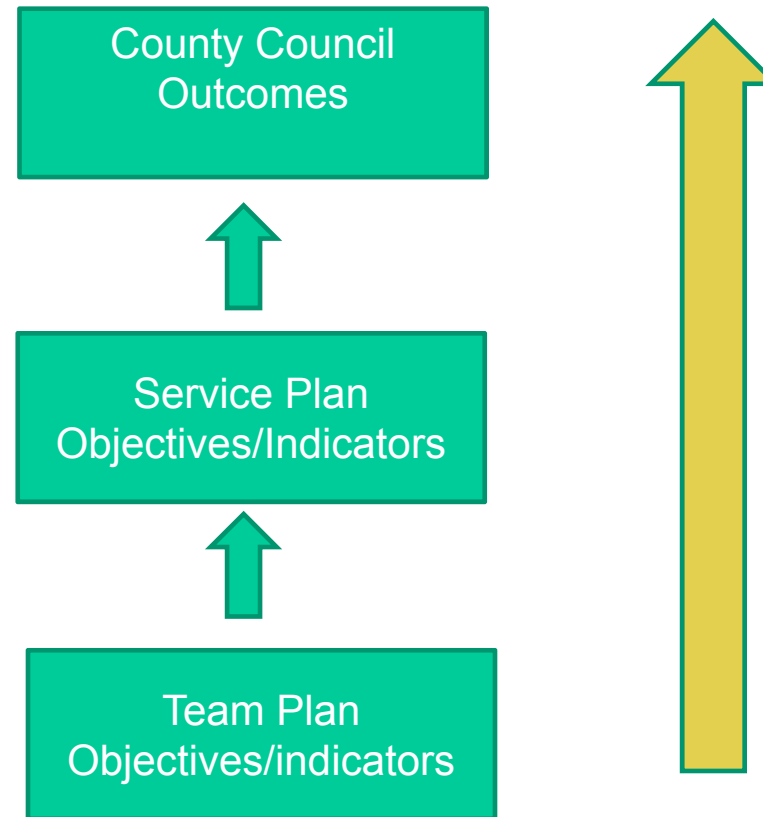 County Council
Outcomes
Service Plan
Objectives/Indicators
Team Plan
Objectives/indicators